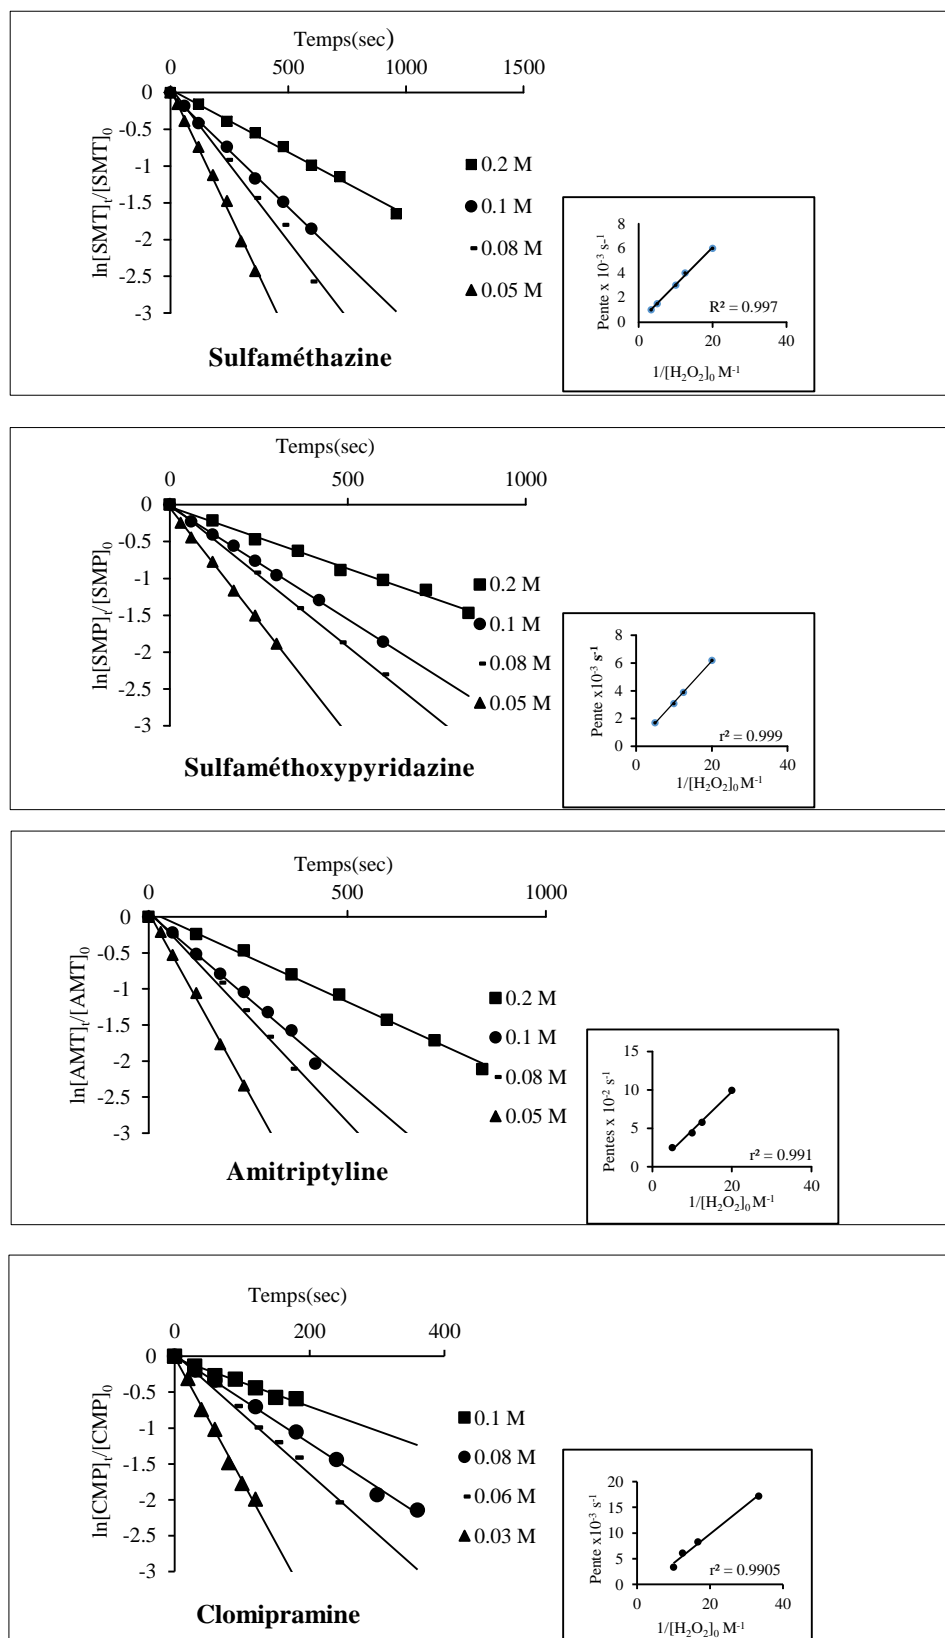 Temps(sec)
0 500 1000 1500
0
-0.5
-1
-1.5
-2
-2.5
-3
ln[SMT]t/[SMT]0
0.2 M
0.1 M
0.08 M
0.05 M
Sulfaméthazine
8
6
4
2
0
Pente x 10-3 s-1
R² = 0.997
0 20 40
1/[H2O2]0 M-1
Temps(sec)
0 500 1000
0
-0.5
-1
-1.5
-2
-2.5
-3
ln[SMP]t/[SMP]0
0.2 M
0.1 M
0.08 M
0.05 M
Sulfaméthoxypyridazine
8
6
4
2
0
Pente x10-3 s-1
r² = 0.999
0 20 40
1/[H2O2]0 M-1
Temps(sec)
0 500 1000
0
-0.5
-1
-1.5
-2
-2.5
-3
ln[AMT]t/[AMT]0
0.2 M
0.1 M
0.08 M
0.05 M
Amitriptyline
15
10
5
0
Pentes x 10-2 s-1
r² = 0.991
0 20 40
1/[H2O2]0 M-1
Temps(sec)
0 200 400
0
-0.5
-1
-1.5
-2
-2.5
-3
ln[CMP]t/[CMP]0
0.1 M
0.08 M
0.06 M
0.03 M
Clomipramine
20
15
10
5
0
Pente x10-3 s-1
r² = 0.9905
0 20 40
1/[H2O2]0 M-1